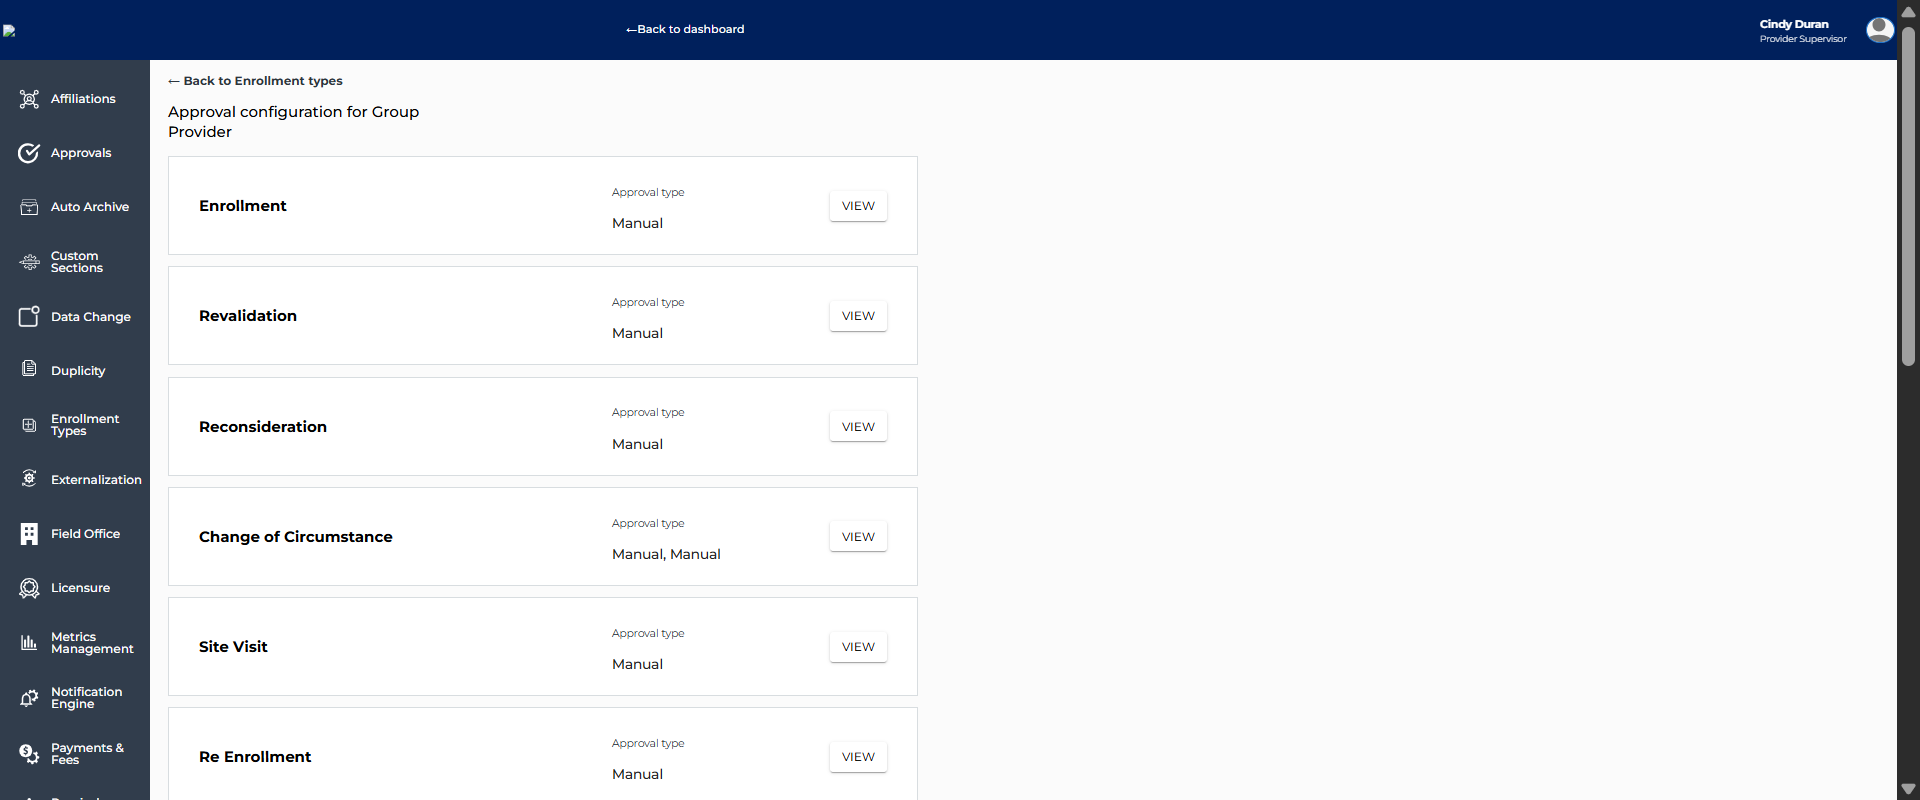 ←Back to dashboard
Cindy Duran
Provider Supervisor
Affiliations
Approvals
Auto Archive
Custom
Sections
Data Change
Duplicity
Enrollment
Types
Externalization
Field Office
Licensure
Metrics
Management
Notification
Engine
Payments &
Fees
← Back to Enrollment types
Approval configuration for Group
Provider
Enrollment
Approval type
Manual
VIEW
Revalidation
Approval type
Manual
VIEW
Reconsideration
Approval type
Manual
VIEW
Change of Circumstance
Approval type
Manual, Manual
VIEW
Site Visit
Approval type
Manual
VIEW
Re Enrollment
Approval type
Manual
VIEW